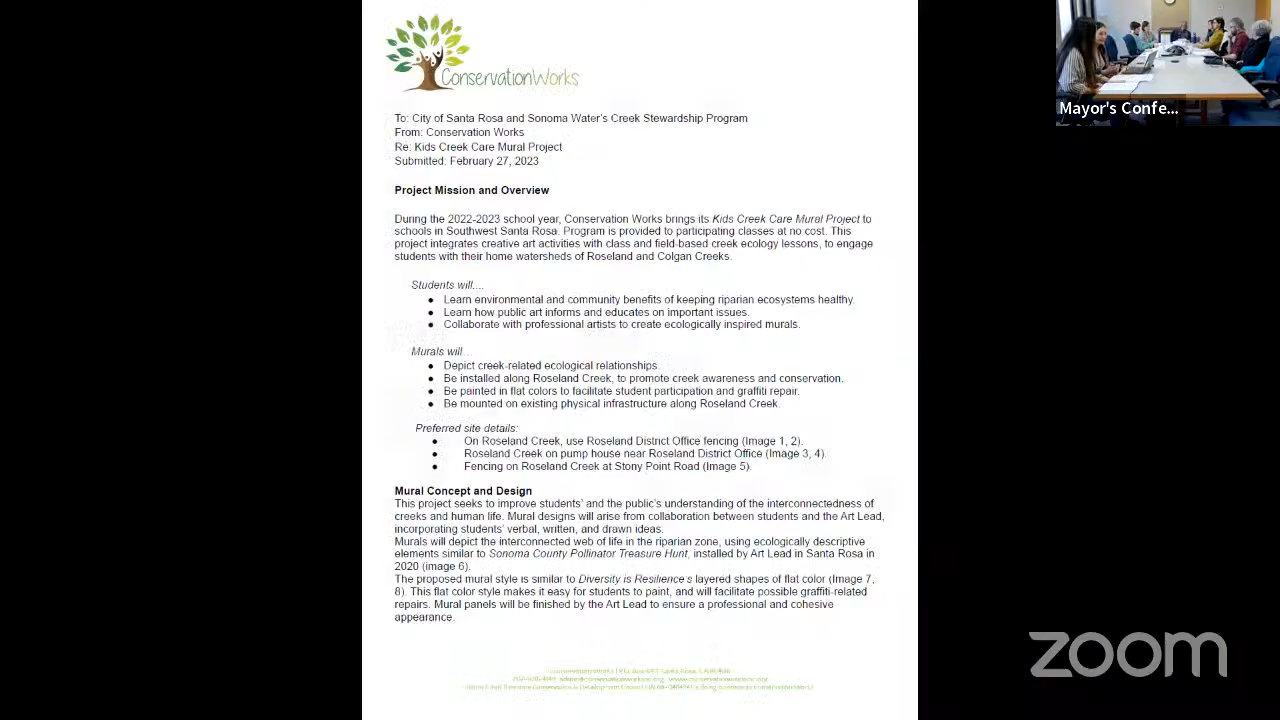 ConservationWorks
Mayor's Confe...
To: City of Santa Rosa and Sonoma Water's Creek Stewardship Program
From: Conservation Works
Re: Kids Creek Care Mural Project
Submitted: February 27, 2023
Project Mission and Overview
During the 2022-2023 school year, Conservation Works brings its Kids Creek Care Mural Project to
schools in Southwest Santa Rosa. Program is provided to participating classes at no cost. This
project integrates creative art activities with class and field-based creek ecology lessons, to engage
students with their home watersheds of Roseland and Colgan Creeks.
Students will....
● Learn environmental and community benefits of keeping riparian ecosystems healthy.
● Learn how public art informs and educates on important issues.
● Collaborate with professional artists to create ecologically inspired murals.
Murals will...
● Depict creek-related ecological relationships.
● Be installed along Roseland Creek, to promote creek awareness and conservation.
● Be painted in flat colors to facilitate student participation and graffiti repair.
● Be mounted on existing physical infrastructure along Roseland Creek.
Preferred site details:
● On Roseland Creek, use Roseland District Office fencing (Image 1, 2).
● Roseland Creek on pump house near Roseland District Office (Image 3, 4).
● Fencing on Roseland Creek at Stony Point Road (Image 5).
Mural Concept and Design
This project seeks to improve students' and the public's understanding of the interconnectedness of
creeks and human life. Mural designs will arise from collaboration between students and the Art Lead,
incorporating students' verbal, written, and drawn ideas.
Murals will depict the interconnected web of life in the riparian zone, using ecologically descriptive
elements similar to Sonoma County Pollinator Treasure Hunt, installed by Art Lead in Santa Rosa in
2020 (image 6).
The proposed mural style is similar to Diversity is Resilience's layered shapes of flat color (Image 7,
8). This flat color style makes it easy for students to paint, and will facilitate possible graffiti-related
repairs. Mural panels will be finished by the Art Lead to ensure a professional and cohesive
appearance.
zoom